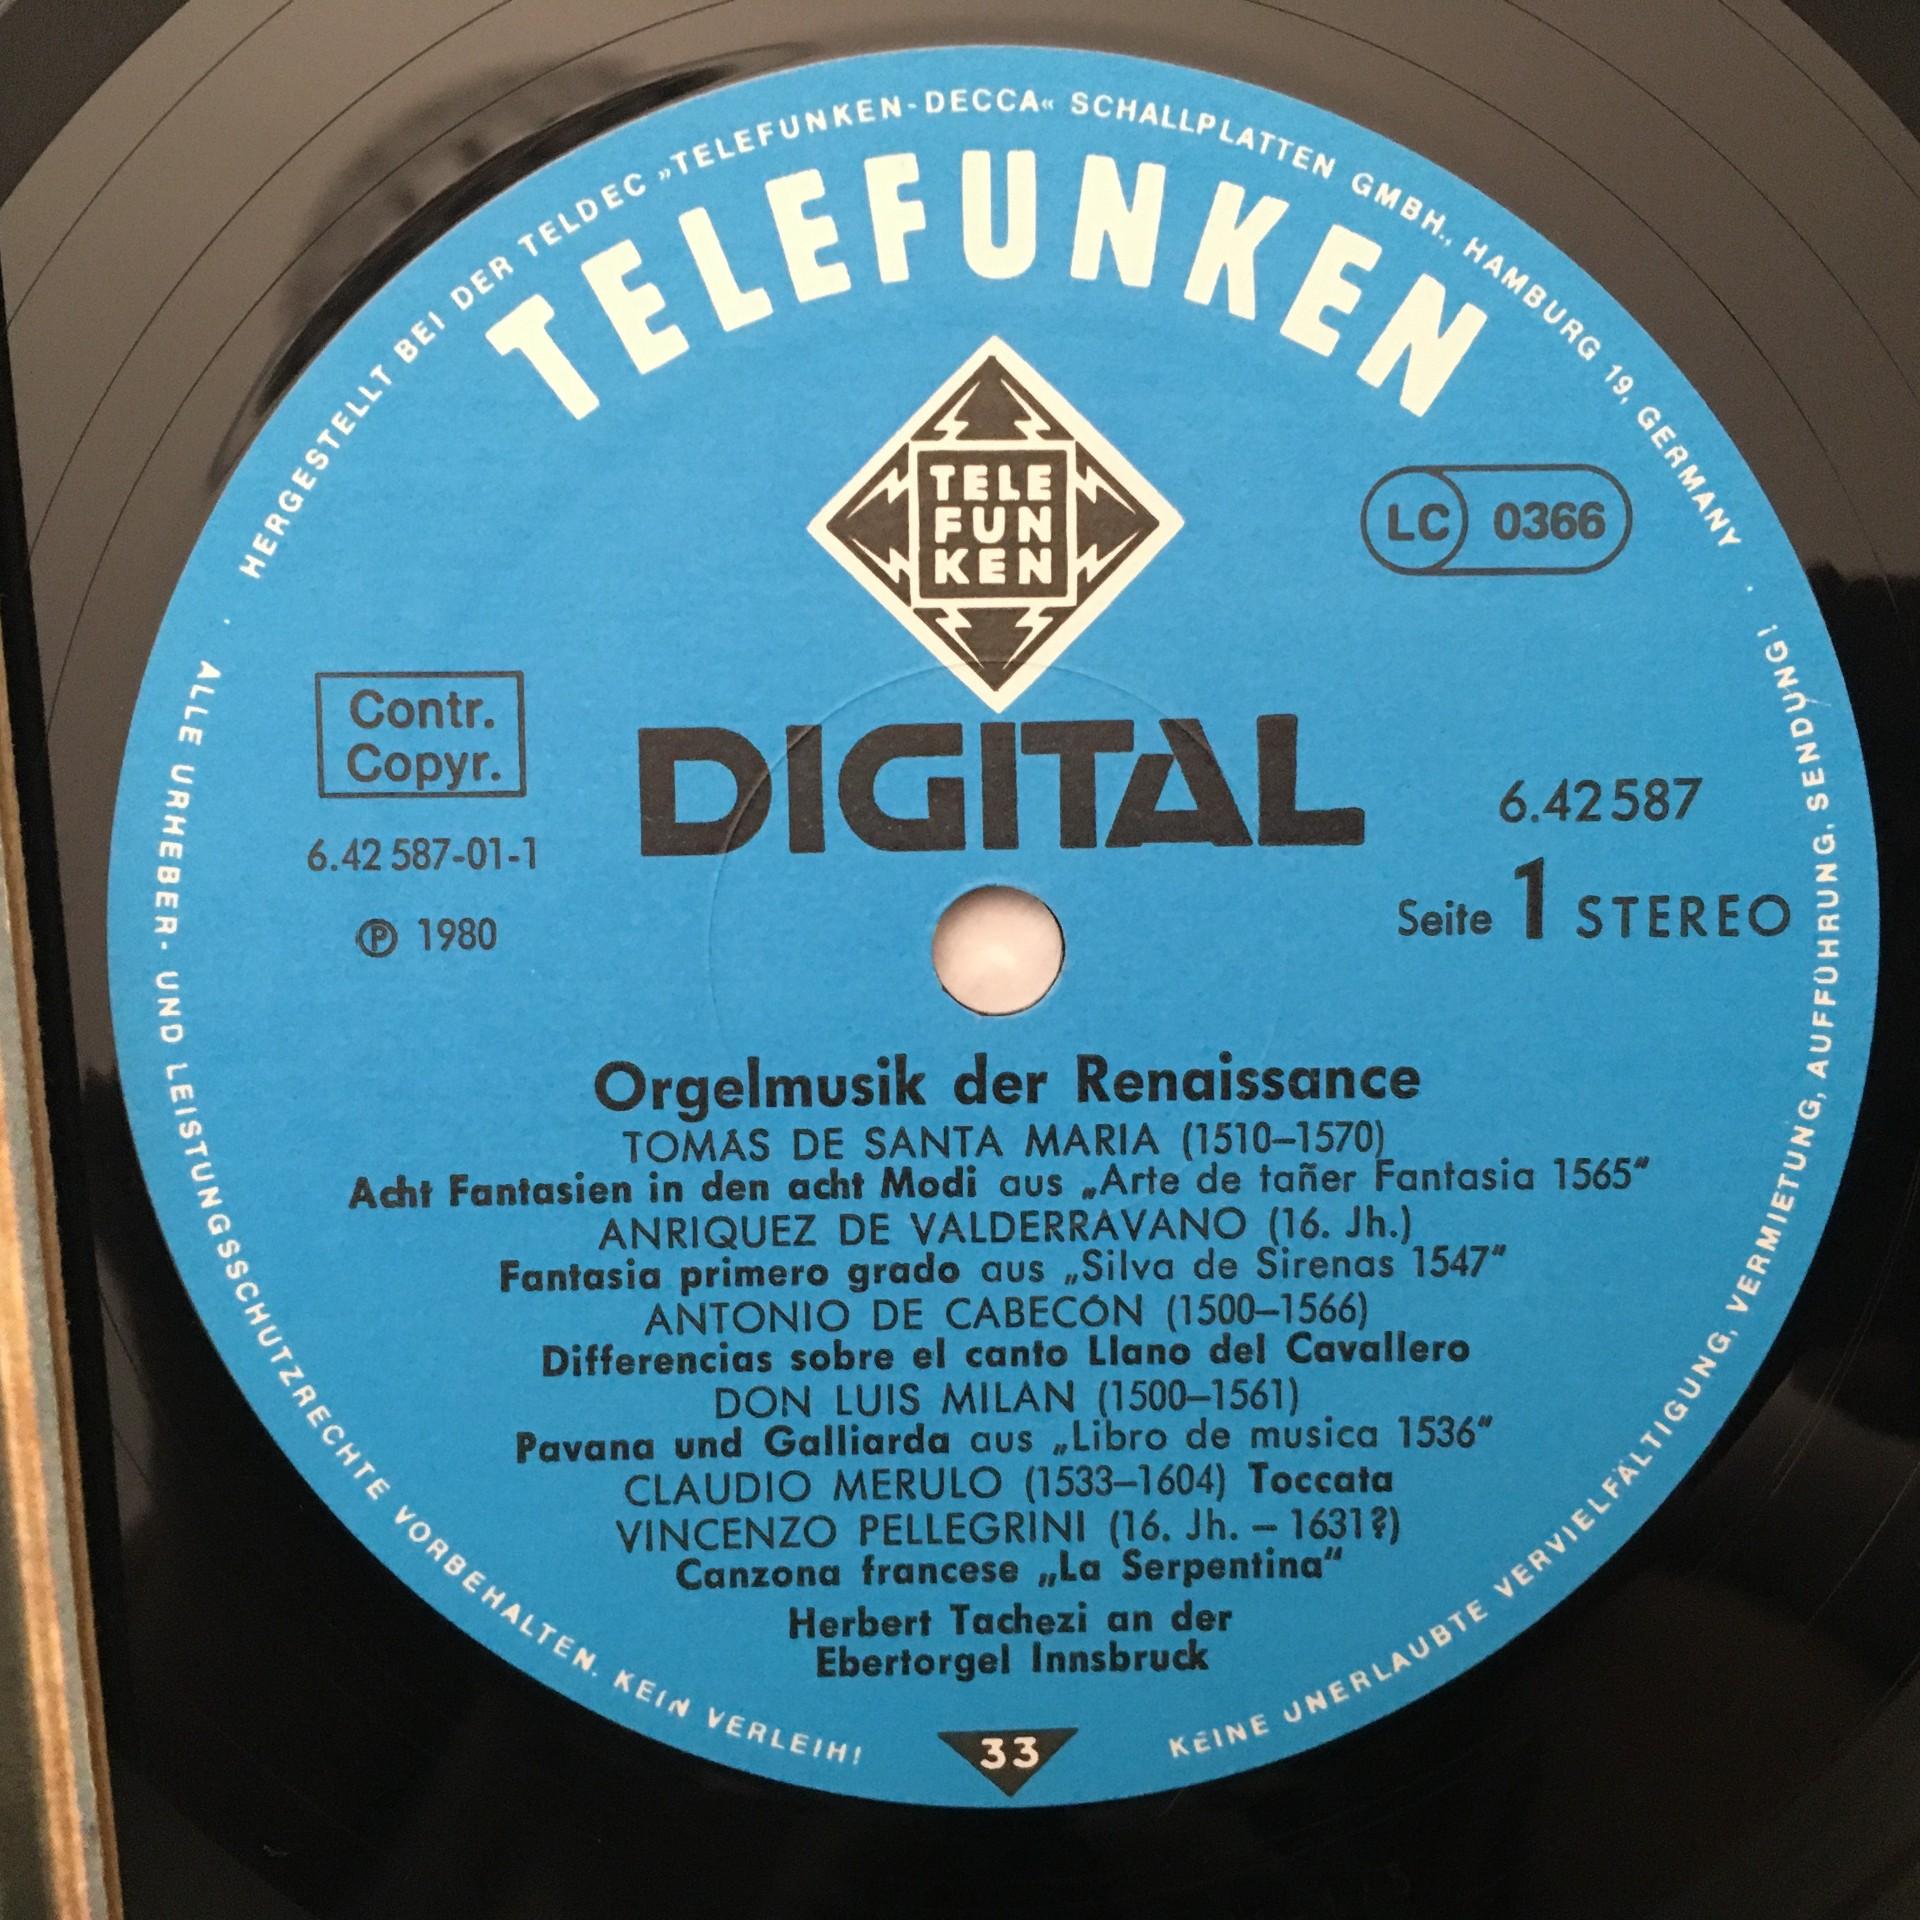 HERGESTELLT BEI DER TELDEC »TELEFUNKEN-DECCA« SCHALLPLATTEN GMBH., HAMBURG 19, GERMANY ·
TELEFUNKEN
TELE
FUN
KEN
LC 0366
Contr.
Copyr.
DIGITAL
6.42587-01-1
℗ 1980
6.42587
Seite 1 STEREO
Orgelmusik der Renaissance
TOMÁS DE SANTA MARIA (1510–1570)
Acht Fantasien in den acht Modi aus „Arte de tañer Fantasia 1565“
ANRIQUEZ DE VALDERRAVANO (16. Jh.)
Fantasia primero grado aus „Silva de Sirenas 1547“
ANTONIO DE CABECÓN (1500–1566)
Differencias sobre el canto Llano del Cavallero
DON LUIS MILAN (1500–1561)
Pavana und Galliarda aus „Libro de musica 1536“
CLAUDIO MERULO (1533–1604) Toccata
VINCENZO PELLEGRINI (16. Jh. – 1631?)
Canzona francese „La Serpentina“
Herbert Tachezi an der
Ebertorgel Innsbruck
33
· ALLE URHEBER- UND LEISTUNGSSCHUTZRECHTE VORBEHALTEN. KEIN VERLEIH!
KEINE UNERLAUBTE VERVIELFÄLTIGUNG, VERMIETUNG, AUFFÜHRUNG, SENDUNG!